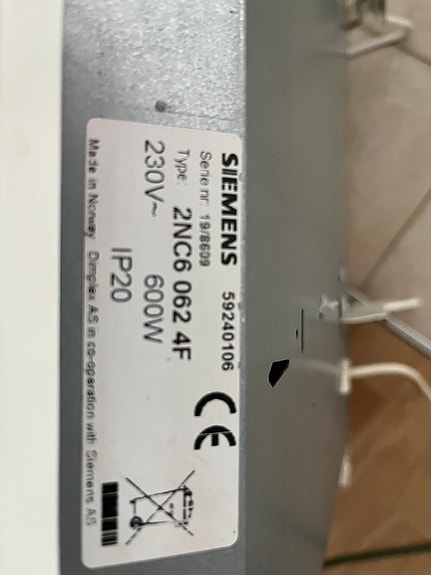 SIEMENS 59240106
Serie nr: 19/8609
Type: 2NC6 062 4F
230V~ 600W
IP20
Made in Norway Dimplex AS in co-operation with Siemens AS
CE